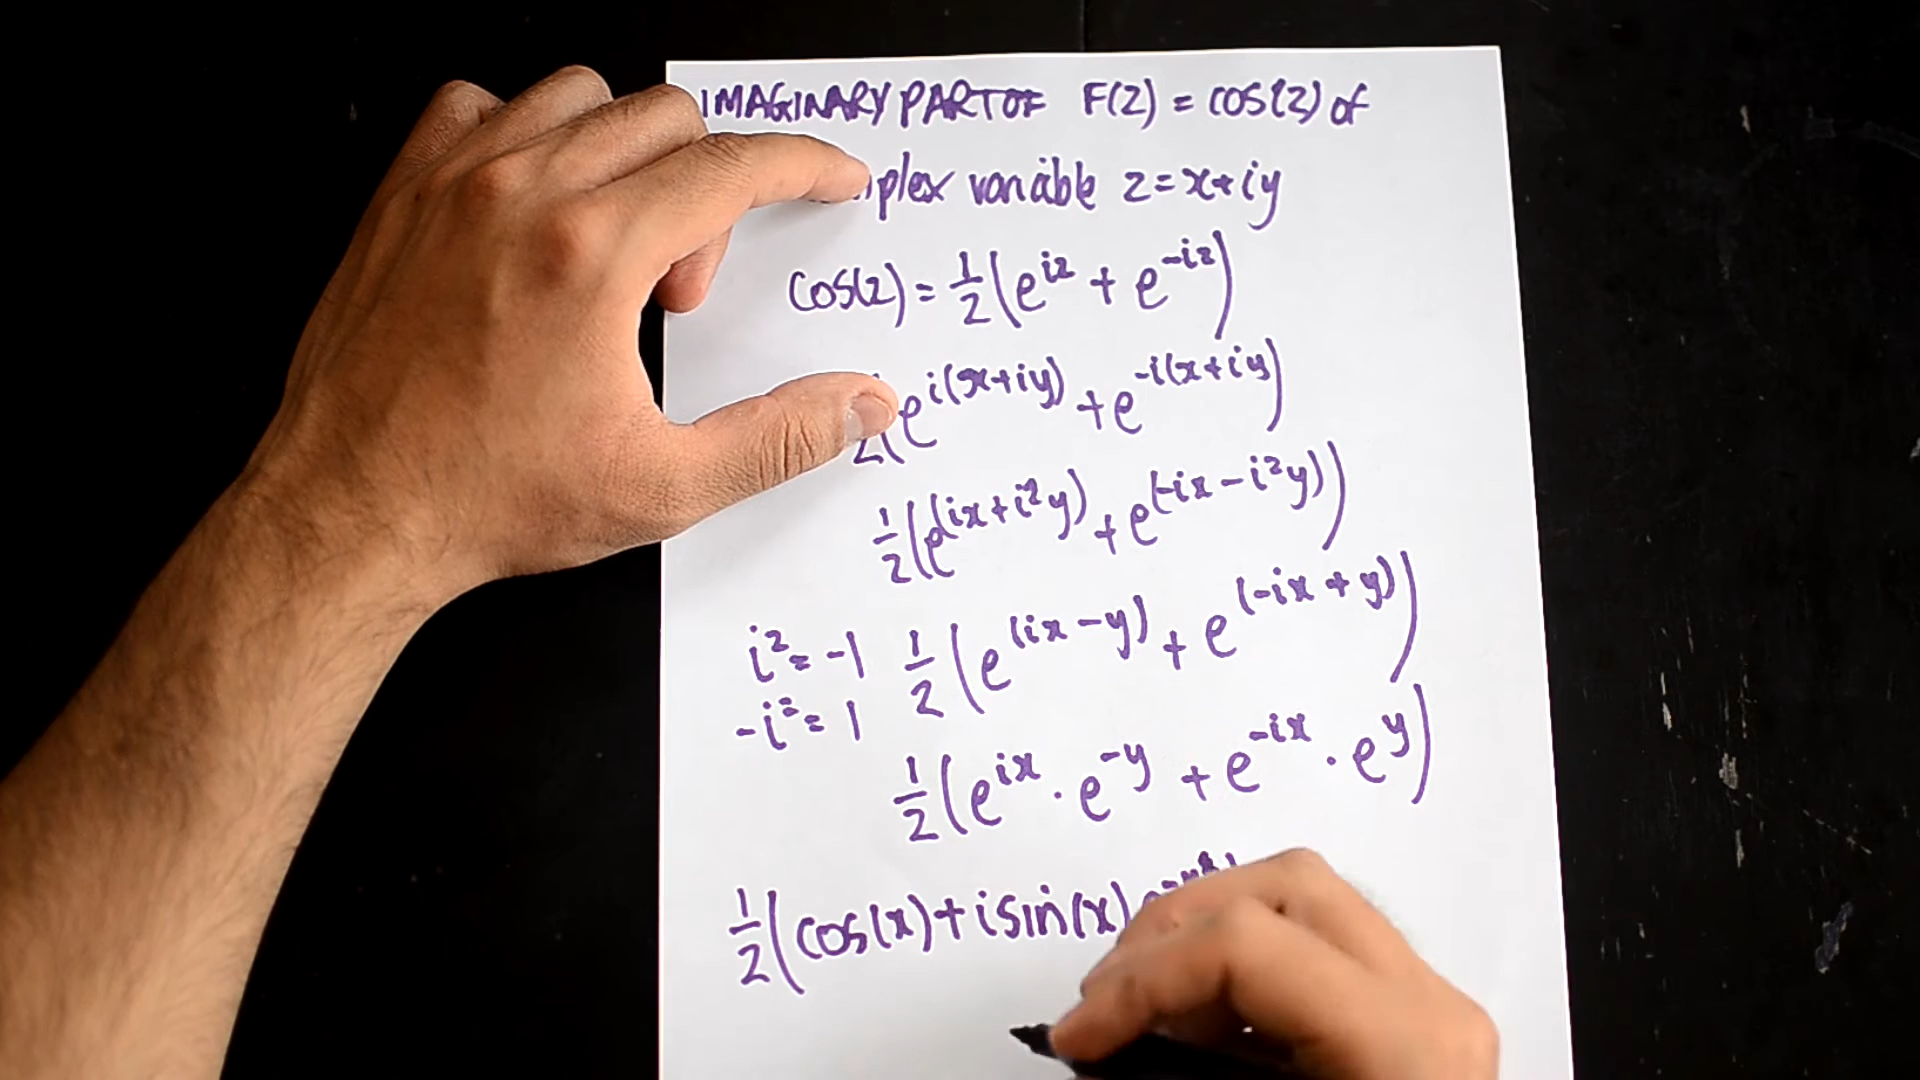 IMAGINARY PART OF F(Z) = COS(Z) of
variable z=x+iy
Cos(z) = 1/2(e^{iz} + e^{-iz})
2(e^{i(x+iy)} + e^{-i(x+iy)})
1/2(e^{(ix+i²y)} + e^{(-ix-i²y)})
i²=-1 1/2(e^{(ix-y)} + e^{(-ix+y)})
-i²=1
1/2(e^{ix} · e^{-y} + e^{-ix} · e^{y})
1/2(cos(x)+isin(x)